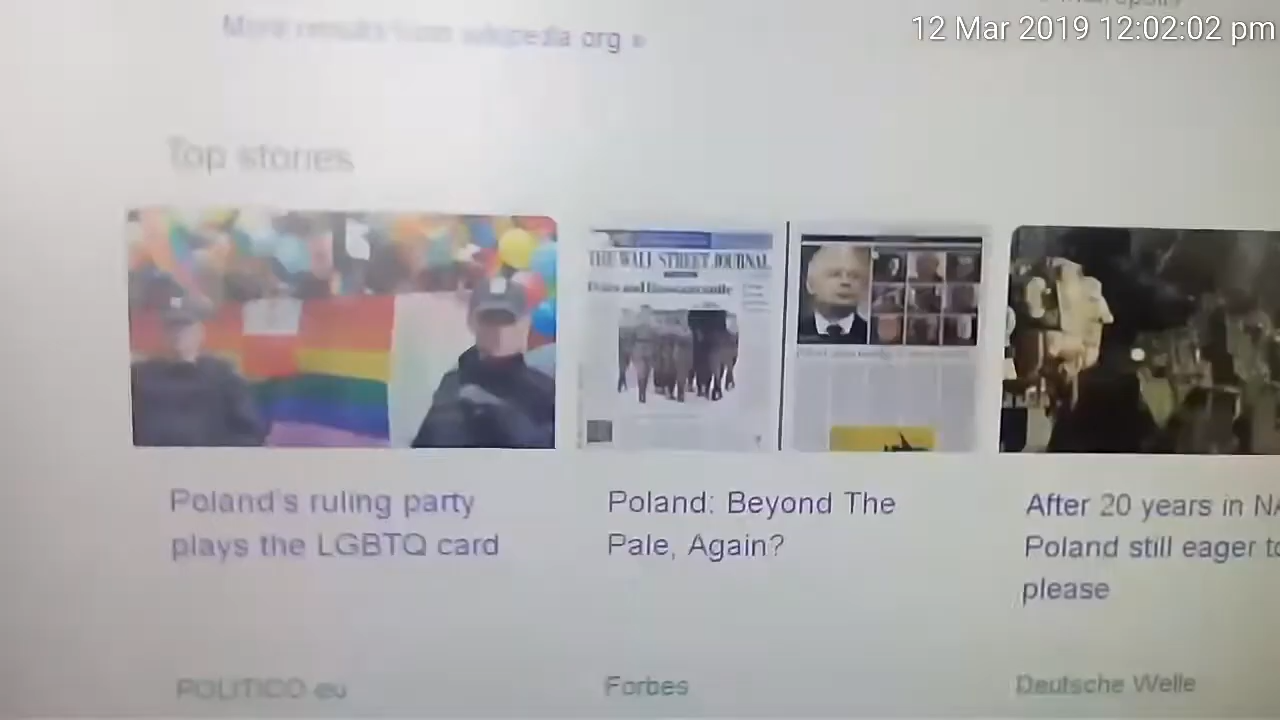 12 Mar 2019 12:02:02 pm
More results from wikipedia org »
Top stories
THE WALL STREET JOURNAL
Poland's ruling party
plays the LGBTQ card
POLITICO eu
Poland: Beyond The
Pale, Again?
Forbes
After 20 years in NA
Poland still eager to
please
Deutsche Welle